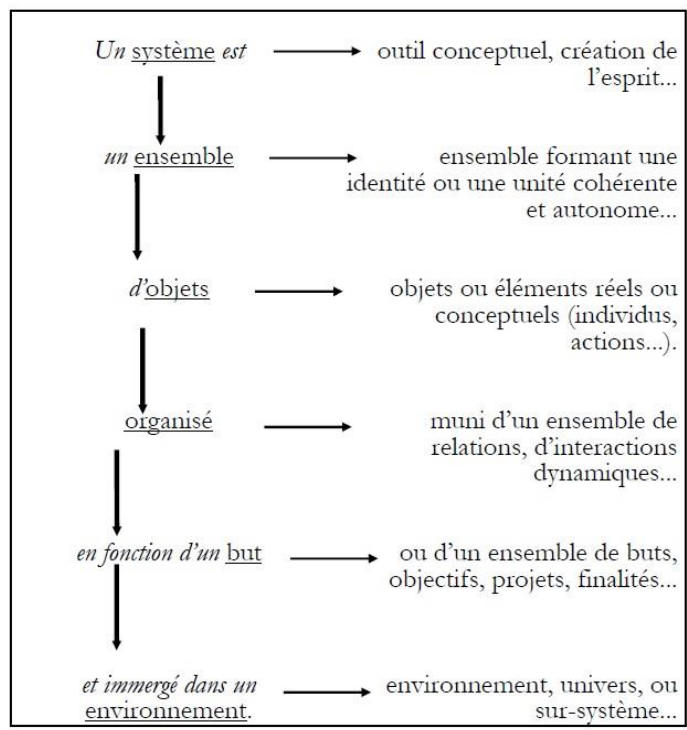 Un système est
outil conceptuel, création de
l'esprit...
un ensemble
ensemble formant une
identité ou une unité cohérente
et autonome...
d'objets
objets ou éléments réels ou
conceptuels (individus,
actions...).
organisé
muni d'un ensemble de
relations, d'interactions
dynamiques...
en fonction d'un but
ou d'un ensemble de buts,
objectifs, projets, finalités...
et immergé dans un
environnement.
environnement, univers, ou
sur-système...